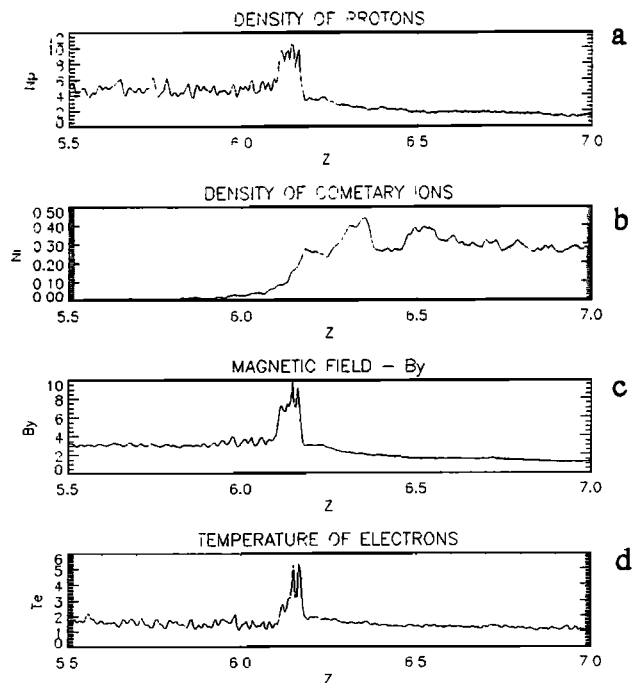 DENSITY OF PROTONS
a
Np
5.5 6.0 6.5 7.0
Z
DENSITY OF COMETARY IONS
b
0.50
0.40
0.30
0.20
0.10
0.00
Ni
5.5 6.0 6.5 7.0
Z
MAGNETIC FIELD – By
c
10
8
6
4
2
0
By
5.5 6.0 6.5 7.0
Z
TEMPERATURE OF ELECTRONS
d
6
5
4
3
2
1
0
Te
5.5 6.0 6.5 7.0
Z